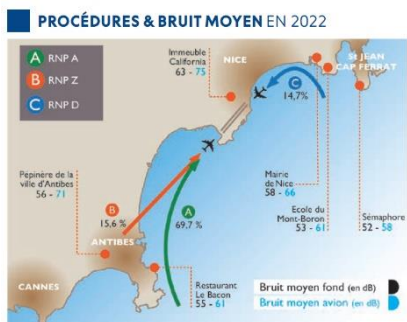 PROCÉDURES & BRUIT MOYEN EN 2022
A RNP A
B RNP Z
C RNP D
Immeuble
California
63 - 75
NICE
St JEAN
CAP FERRAT
C
14,7%
Pépinère de la
ville d'Antibes
56 - 71
Mairie
de Nice
58 - 66
Ecole du
Mont-Boron
53 - 61
Sémaphore
52 - 58
B
15,6 %
A
69,7 %
ANTIBES
CANNES
Restaurant
Le Bacon
55 - 61
Bruit moyen fond (en dB)
Bruit moyen avion (en dB)